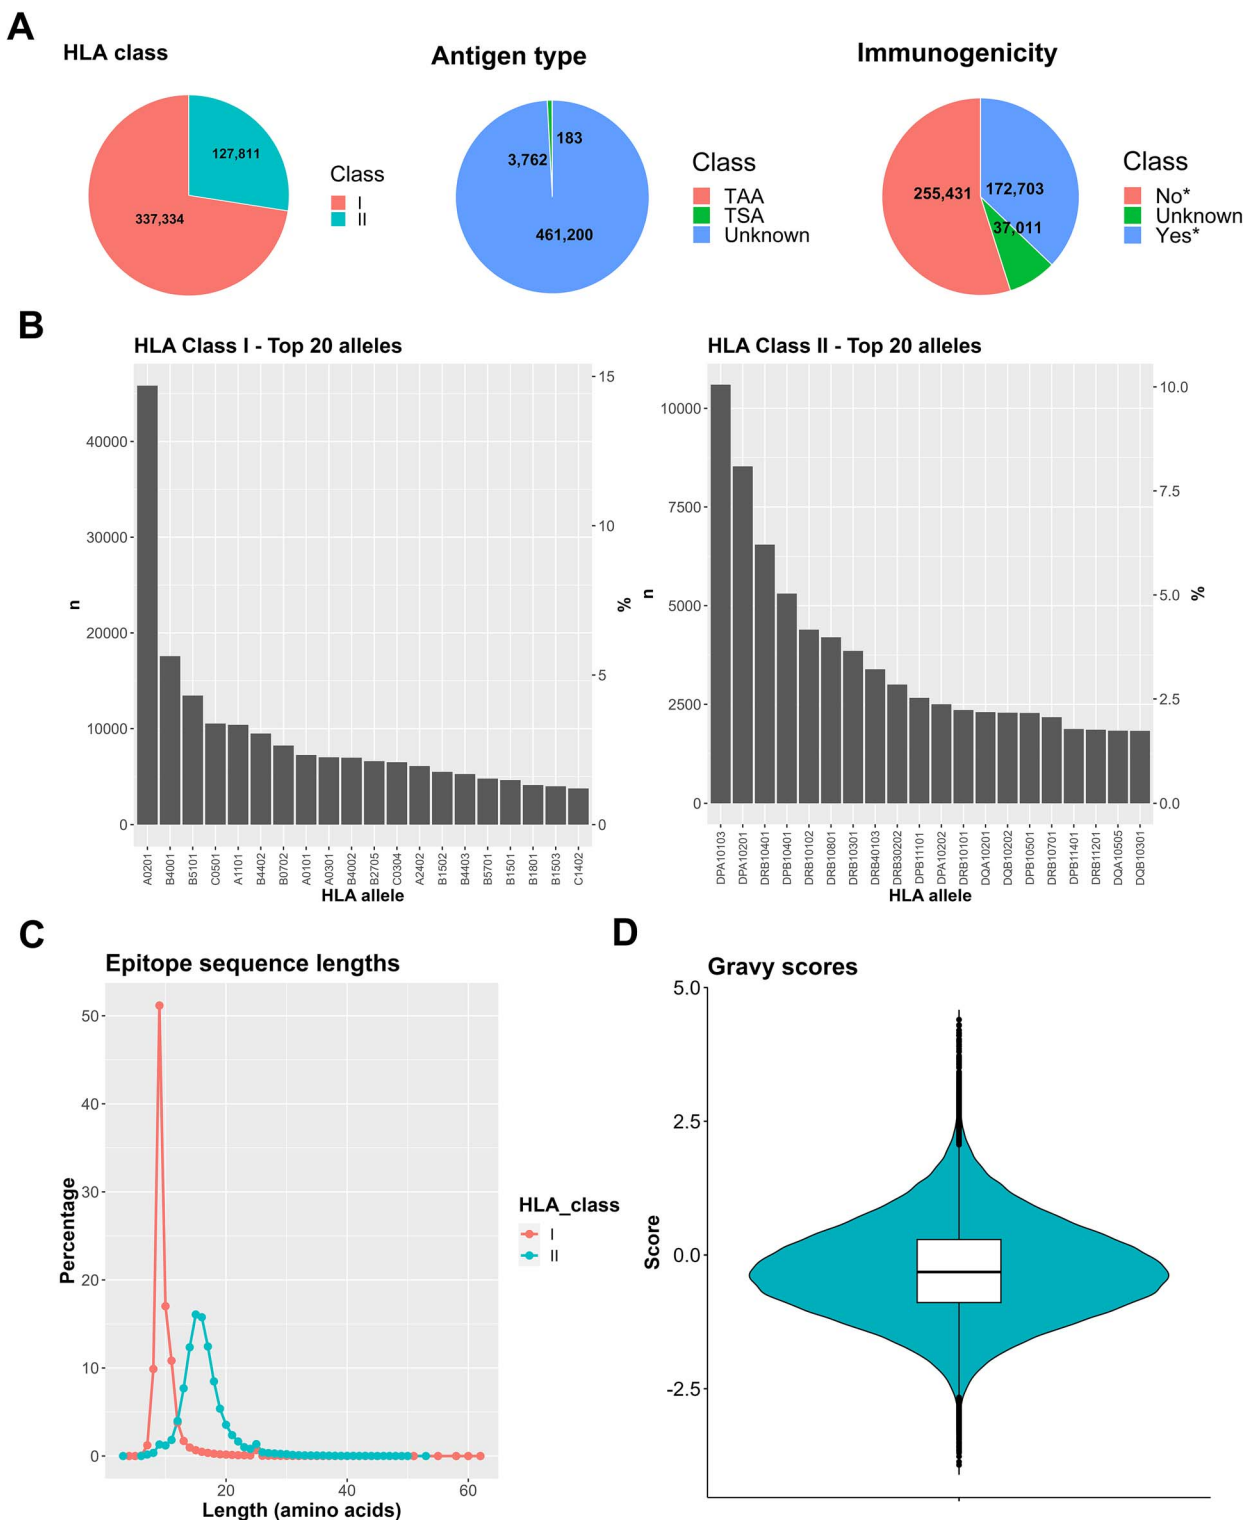 A
HLA class
127,811
337,334
Class
I
II
Antigen type
183
3,762
461,200
Class
TAA
TSA
Unknown
Immunogenicity
255,431
172,703
37,011
Class
No*
Unknown
Yes*
B
HLA Class I - Top 20 alleles
n
40000
30000
20000
10000
0
15
10
5
0
%
A0201
B4001
B5101
C0501
A1101
B4402
B0702
A0101
A0301
B4002
B2705
C0304
A2402
B1502
B4403
B5701
B1501
B1801
B1503
C1402
HLA allele
HLA Class II - Top 20 alleles
n
10000
7500
5000
2500
0
10.0
7.5
5.0
2.5
0.0
%
DPA10103
DPA10201
DRB10401
DPB10401
DRB10102
DRB10801
DRB10301
DRB40103
DRB30202
DPB11101
DPA10202
DRB10101
DQA10201
DQB10202
DPB10501
DRB10701
DPB11401
DRB11201
DQA10505
DQB10301
HLA allele
C
Epitope sequence lengths
Percentage
50
40
30
20
10
0
20
40
60
Length (amino acids)
HLA_class
I
II
D
Gravy scores
Score
5.0
2.5
0.0
-2.5